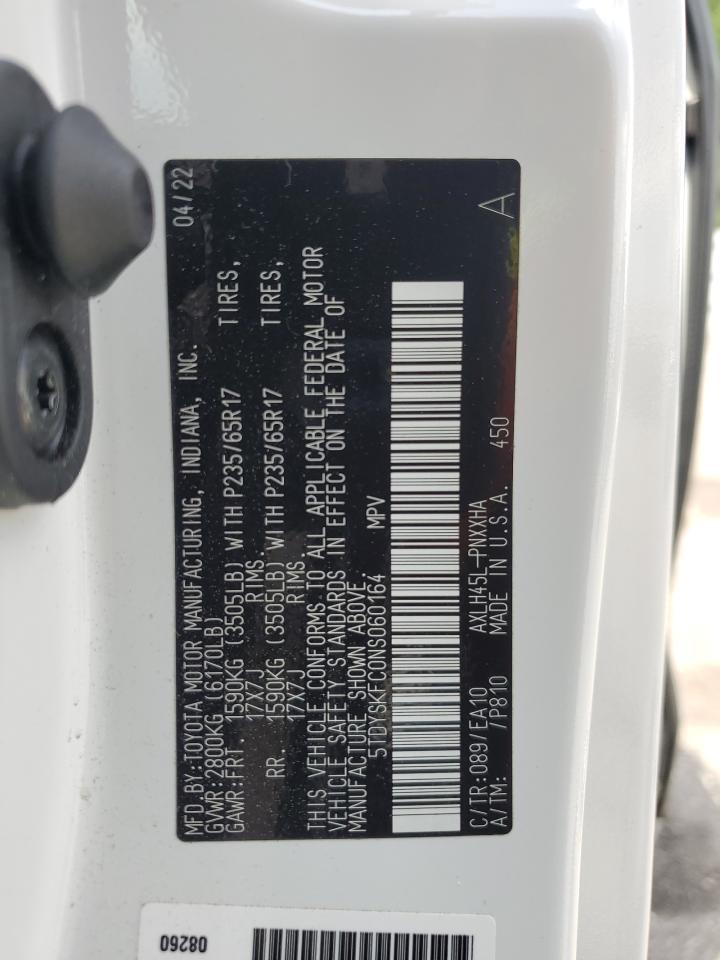 MFD.BY:TOYOTA MOTOR MANUFACTURING, INDIANA, INC. 04/22
GVWR:2800KG (6170LB)
GAWR:FRT. 1590KG (3505LB) WITH P235/65R17 TIRES,
17X7J RIMS.
RR. 1590KG (3505LB) WITH P235/65R17 TIRES,
17X7J RIMS.
THIS VEHICLE CONFORMS TO ALL APPLICABLE FEDERAL MOTOR
VEHICLE SAFETY STANDARDS IN EFFECT ON THE DATE OF
MANUFACTURE SHOWN ABOVE.
5TDYSKFC0NS060164 MPV
C/TR:089/EA10 AXLH45L-PNXXHA
A/TM: /P810 MADE IN U.S.A. 450 A
08260